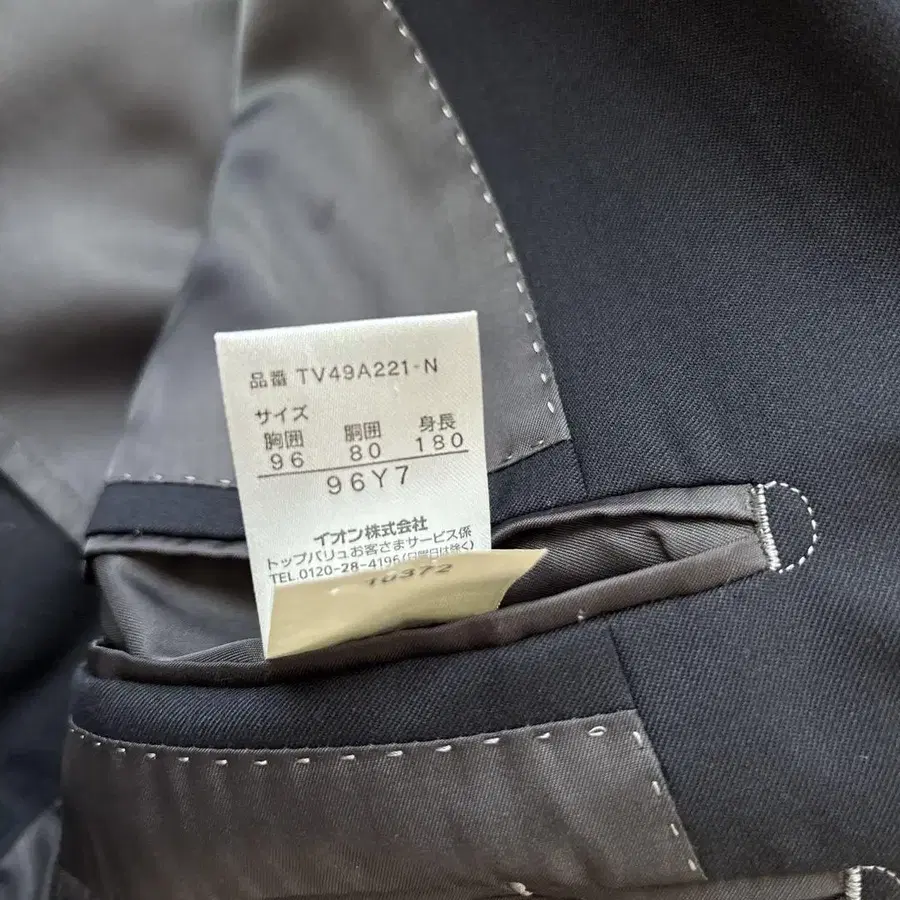 品番 TV49A221-N
サイズ
胸囲 胴囲 身長
96 80 180
96Y7
イオン株式会社
トップバリュお客さまサービス係
TEL.0120-28-4196(日曜日は除く)
10372